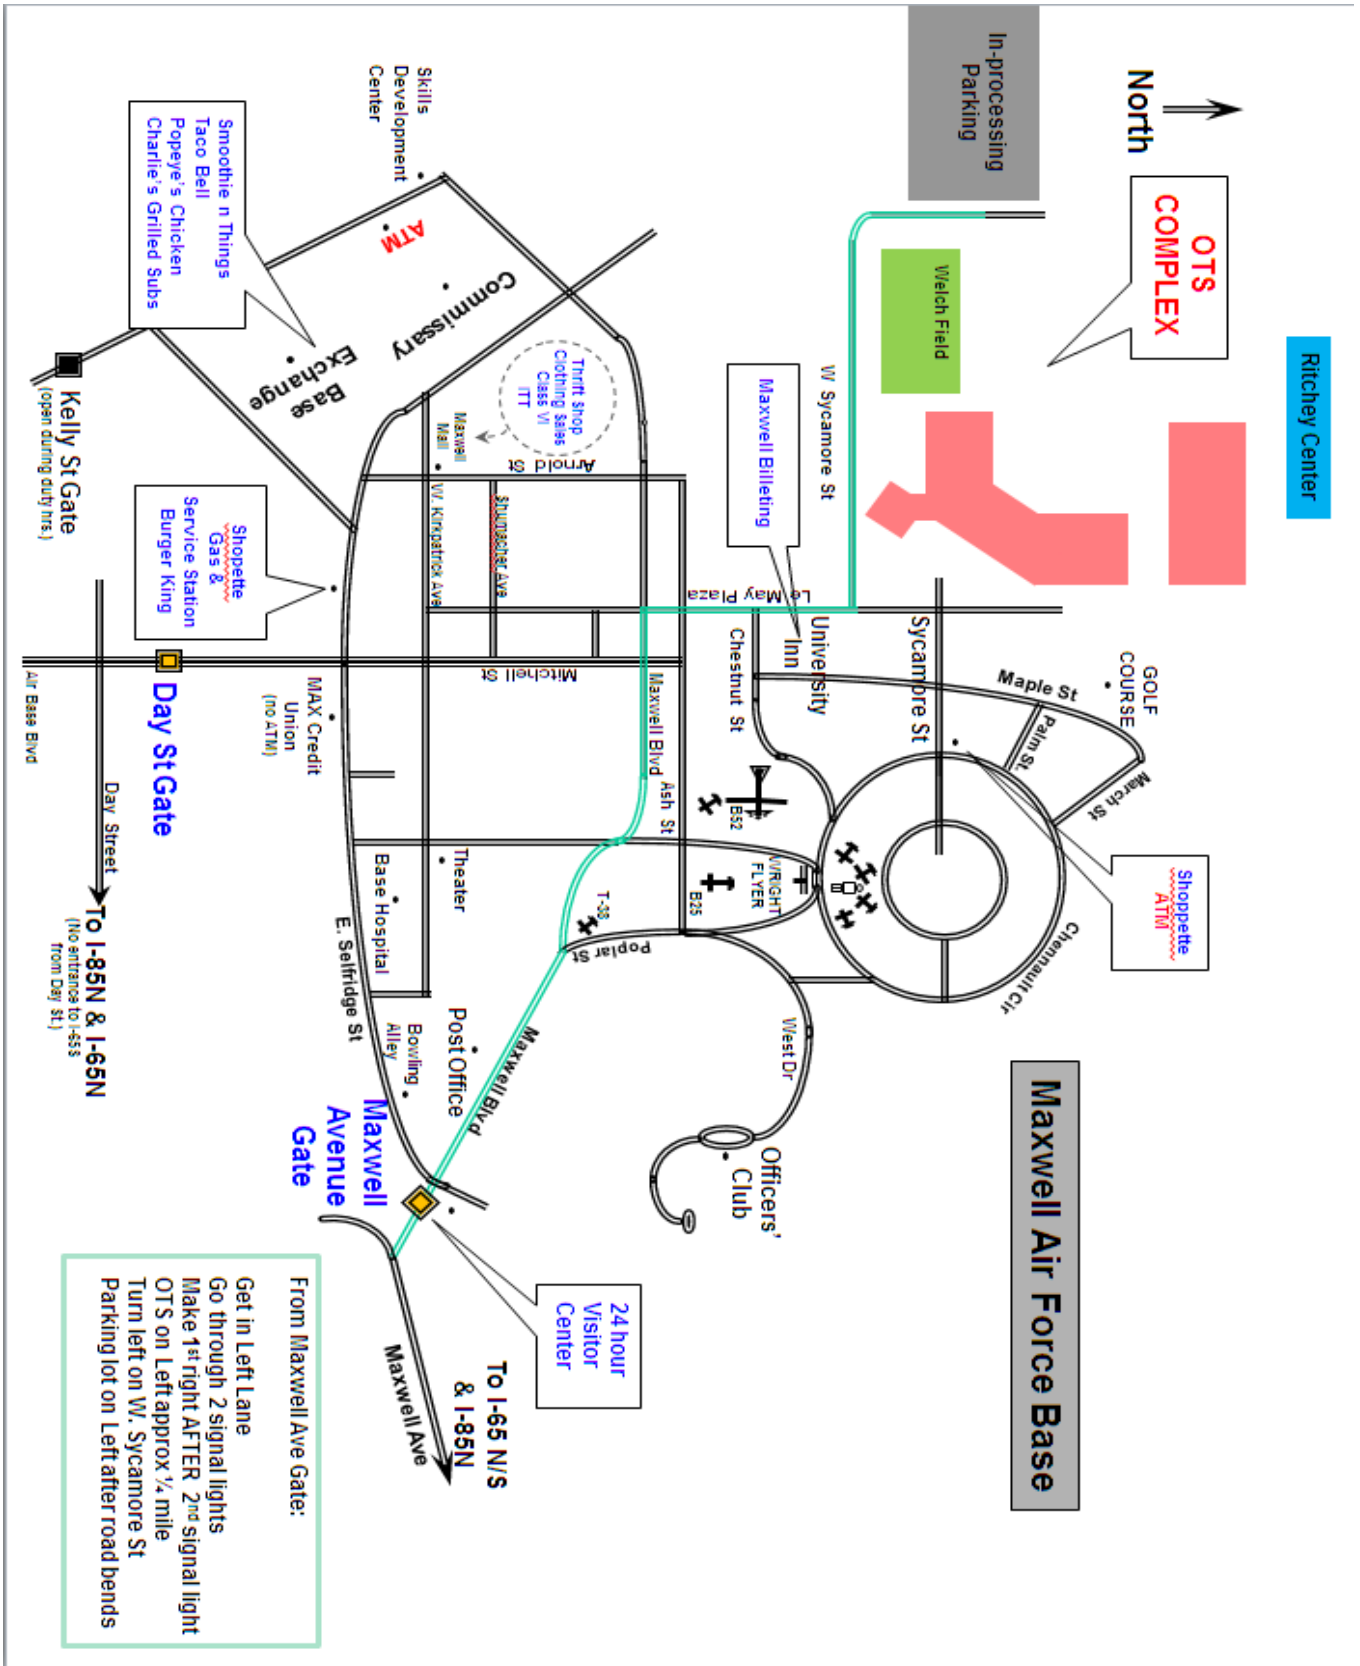 Maxwell Air Force Base
North
OTS
COMPLEX
Ritchey Center
In-processing
Parking
Welch Field
W Sycamore St
Maxwell Billeting
University
Inn
Le May Plaza
Sycamore St
GOLF
COURSE
Maple St
Palm St.
March St
Shoppette
ATM
Chennault Cir
Chestnut St
B52
WRIGHT
FLYER
B25
T-38
Ash St
Poplar St
West Dr
Officers'
Club
Skills
Development
Center
ATM
Commissary
Base
Exchange
Smoothie n Things
Taco Bell
Popeye's Chicken
Charlie's Grilled Subs
Thrift Shop
Clothing Sales
Class VI
ITT
Maxwell
Mall
Arnold St
W. Kirkpatrick Ave
Shumacher Ave
Mitchell St
Maxwell Blvd
Kelly St Gate
(open during duty hrs.)
Shoppette
Gas &
Service Station
Burger King
MAX Credit
Union
(no ATM)
Day St Gate
Air Base Blvd
Day Street
To I-85N & I-65N
(No entrance to I-65 S
from Day St.)
Theater
Base Hospital
E. Selfridge St
Post Office
Bowling
Alley
Maxwell Blvd
Maxwell
Avenue
Gate
24 hour
Visitor
Center
To I-65 N/S
& I-85N
Maxwell Ave
From Maxwell Ave Gate:
Get in Left Lane
Go through 2 signal lights
Make 1st right AFTER 2nd signal light
OTS on Left approx ¼ mile
Turn left on W. Sycamore St
Parking lot on Left after road bends